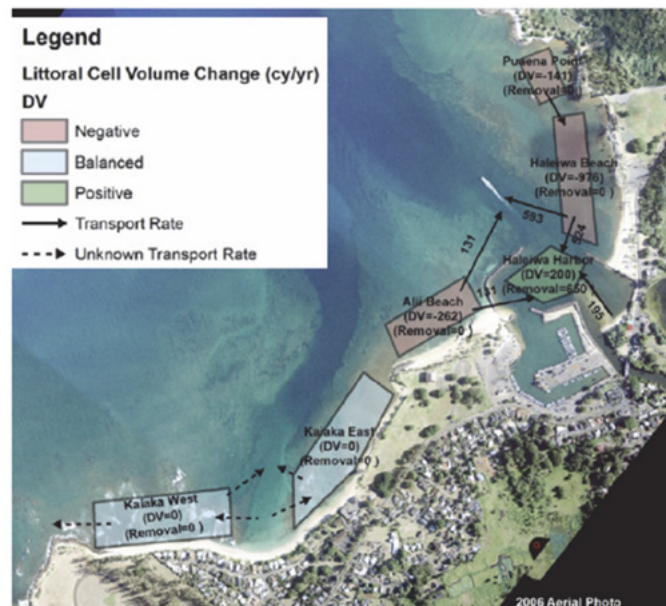 Legend
Littoral Cell Volume Change (cy/yr)
DV
Negative
Balanced
Positive
Transport Rate
Unknown Transport Rate
Puaena Point
(DV=-141)
(Removal=0 )
Haleiwa Beach
(DV=-976)
(Removal=0 )
593
524
131
Haleiwa Harbor
(DV=200)
(Removal=650
Alii Beach
(DV=-262)
(Removal=0 )
131
195
Kaiaka East
(DV=0)
(Removal=0 )
Kaiaka West
(DV=0)
(Removal=0 )
2006 Aerial Photo